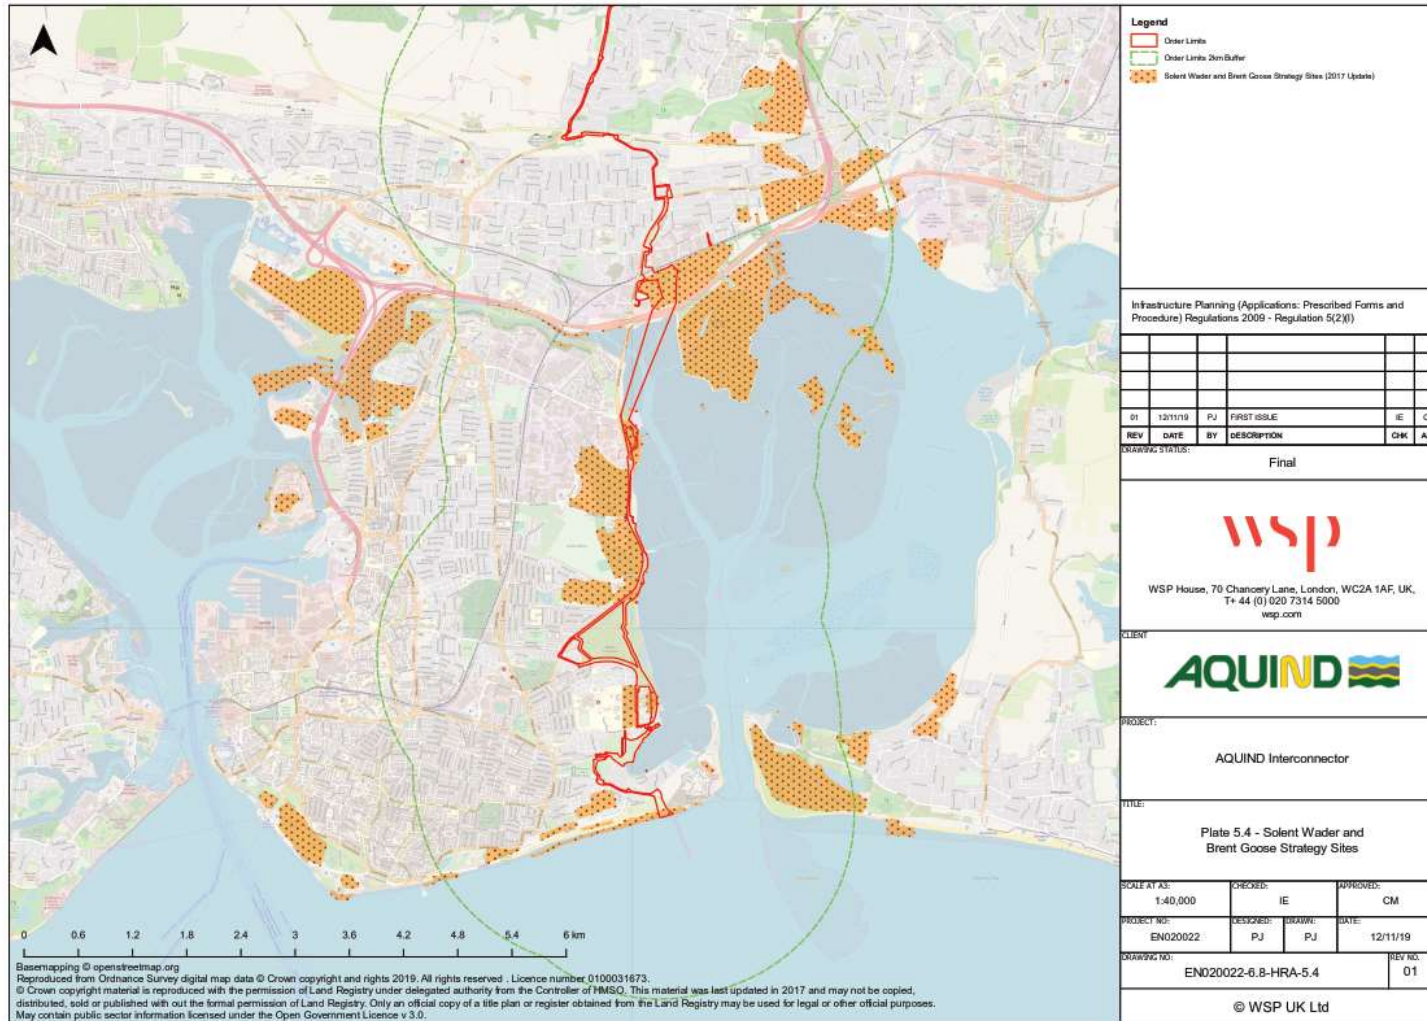 Legend
Order Limits
Order Limits 2km Buffer
Solent Wader and Brent Goose Strategy Sites (2017 Update)
Infrastructure Planning (Applications: Prescribed Forms and
Procedure) Regulations 2009 - Regulation 5(2)(l)
01 12/11/19 PJ FIRST ISSUE IE C
REV DATE BY DESCRIPTION CHK A
DRAWING STATUS:
Final
wsp
WSP House, 70 Chancery Lane, London, WC2A 1AF, UK,
T+ 44 (0) 020 7314 5000
wsp.com
CLIENT
AQUIND
PROJECT:
AQUIND Interconnector
TITLE:
Plate 5.4 - Solent Wader and
Brent Goose Strategy Sites
SCALE AT A3: CHECKED: APPROVED:
1:40,000 IE CM
PROJECT NO: DESIGNED: DRAWN: DATE:
EN020022 PJ PJ 12/11/19
DRAWING NO: REV NO.
EN020022-6.8-HRA-5.4 01
© WSP UK Ltd
0 0.6 1.2 1.8 2.4 3 3.6 4.2 4.8 5.4 6 km
Basemapping © openstreetmap.org
Reproduced from Ordnance Survey digital map data © Crown copyright and rights 2019. All rights reserved . Licence number 0100031673.
© Crown copyright material is reproduced with the permission of Land Registry under delegated authority from the Controller of HMSO. This material was last updated in 2017 and may not be copied,
distributed, sold or published with out the formal permission of Land Registry. Only an official copy of a title plan or register obtained from the Land Registry may be used for legal or other official purposes.
May contain public sector information licensed under the Open Government Licence v 3.0.